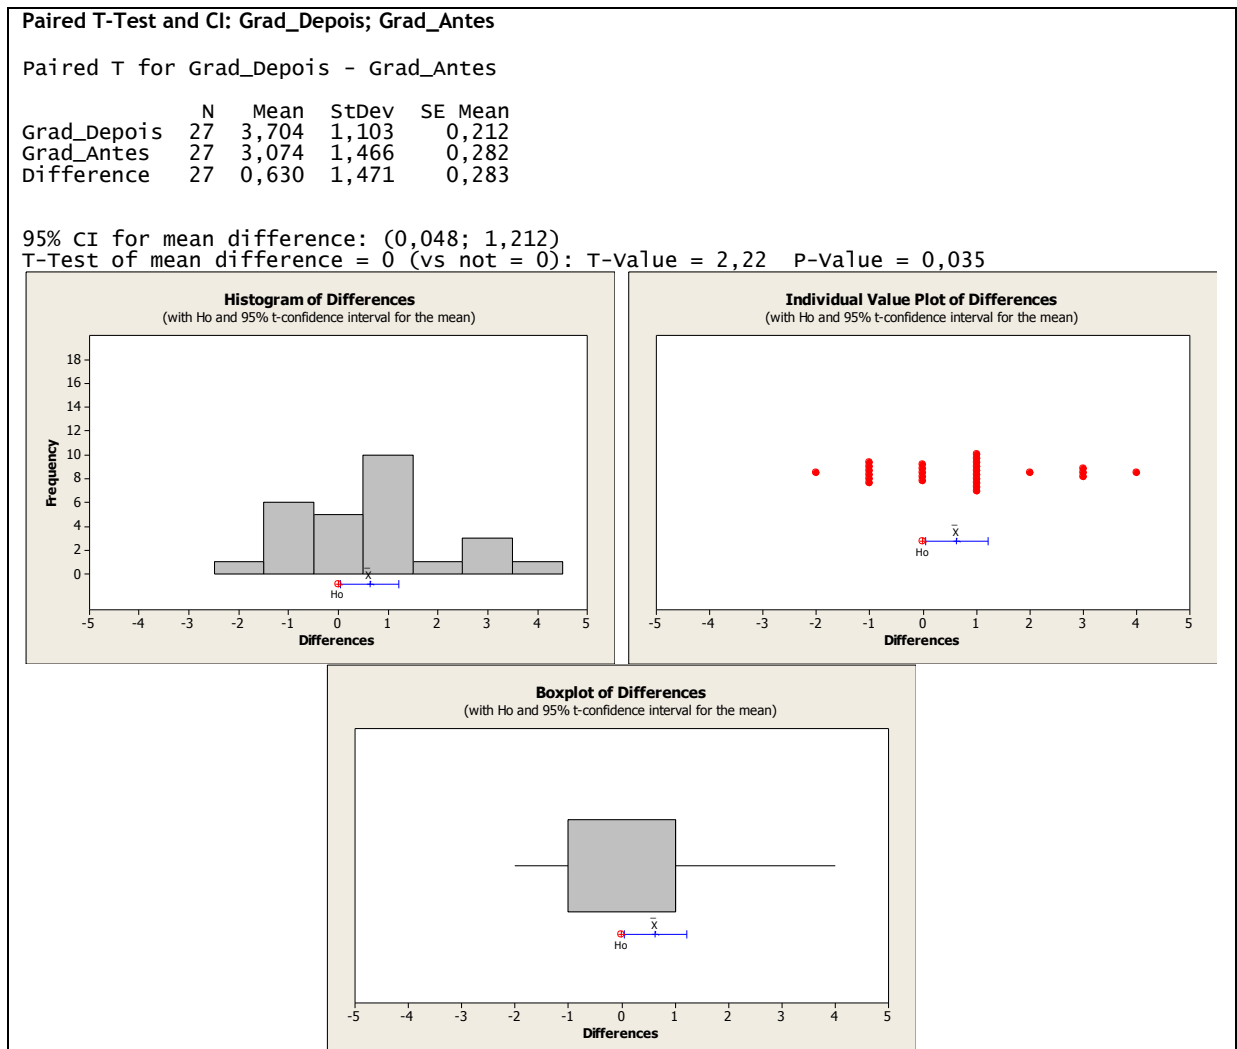 Paired T-Test and CI: Grad_Depois; Grad_Antes
Paired T for Grad_Depois - Grad_Antes
N Mean StDev SE Mean
Grad_Depois 27 3,704 1,103 0,212
Grad_Antes 27 3,074 1,466 0,282
Difference 27 0,630 1,471 0,283
95% CI for mean difference: (0,048; 1,212)
T-Test of mean difference = 0 (vs not = 0): T-Value = 2,22 P-Value = 0,035
Histogram of Differences
(with Ho and 95% t-confidence interval for the mean)
18
16
14
12
10
8
6
4
2
0
Frequency
X̄
Ho
-5 -4 -3 -2 -1 0 1 2 3 4 5
Differences
Individual Value Plot of Differences
(with Ho and 95% t-confidence interval for the mean)
X̄
Ho
-5 -4 -3 -2 -1 0 1 2 3 4 5
Differences
Boxplot of Differences
(with Ho and 95% t-confidence interval for the mean)
X̄
Ho
-5 -4 -3 -2 -1 0 1 2 3 4 5
Differences